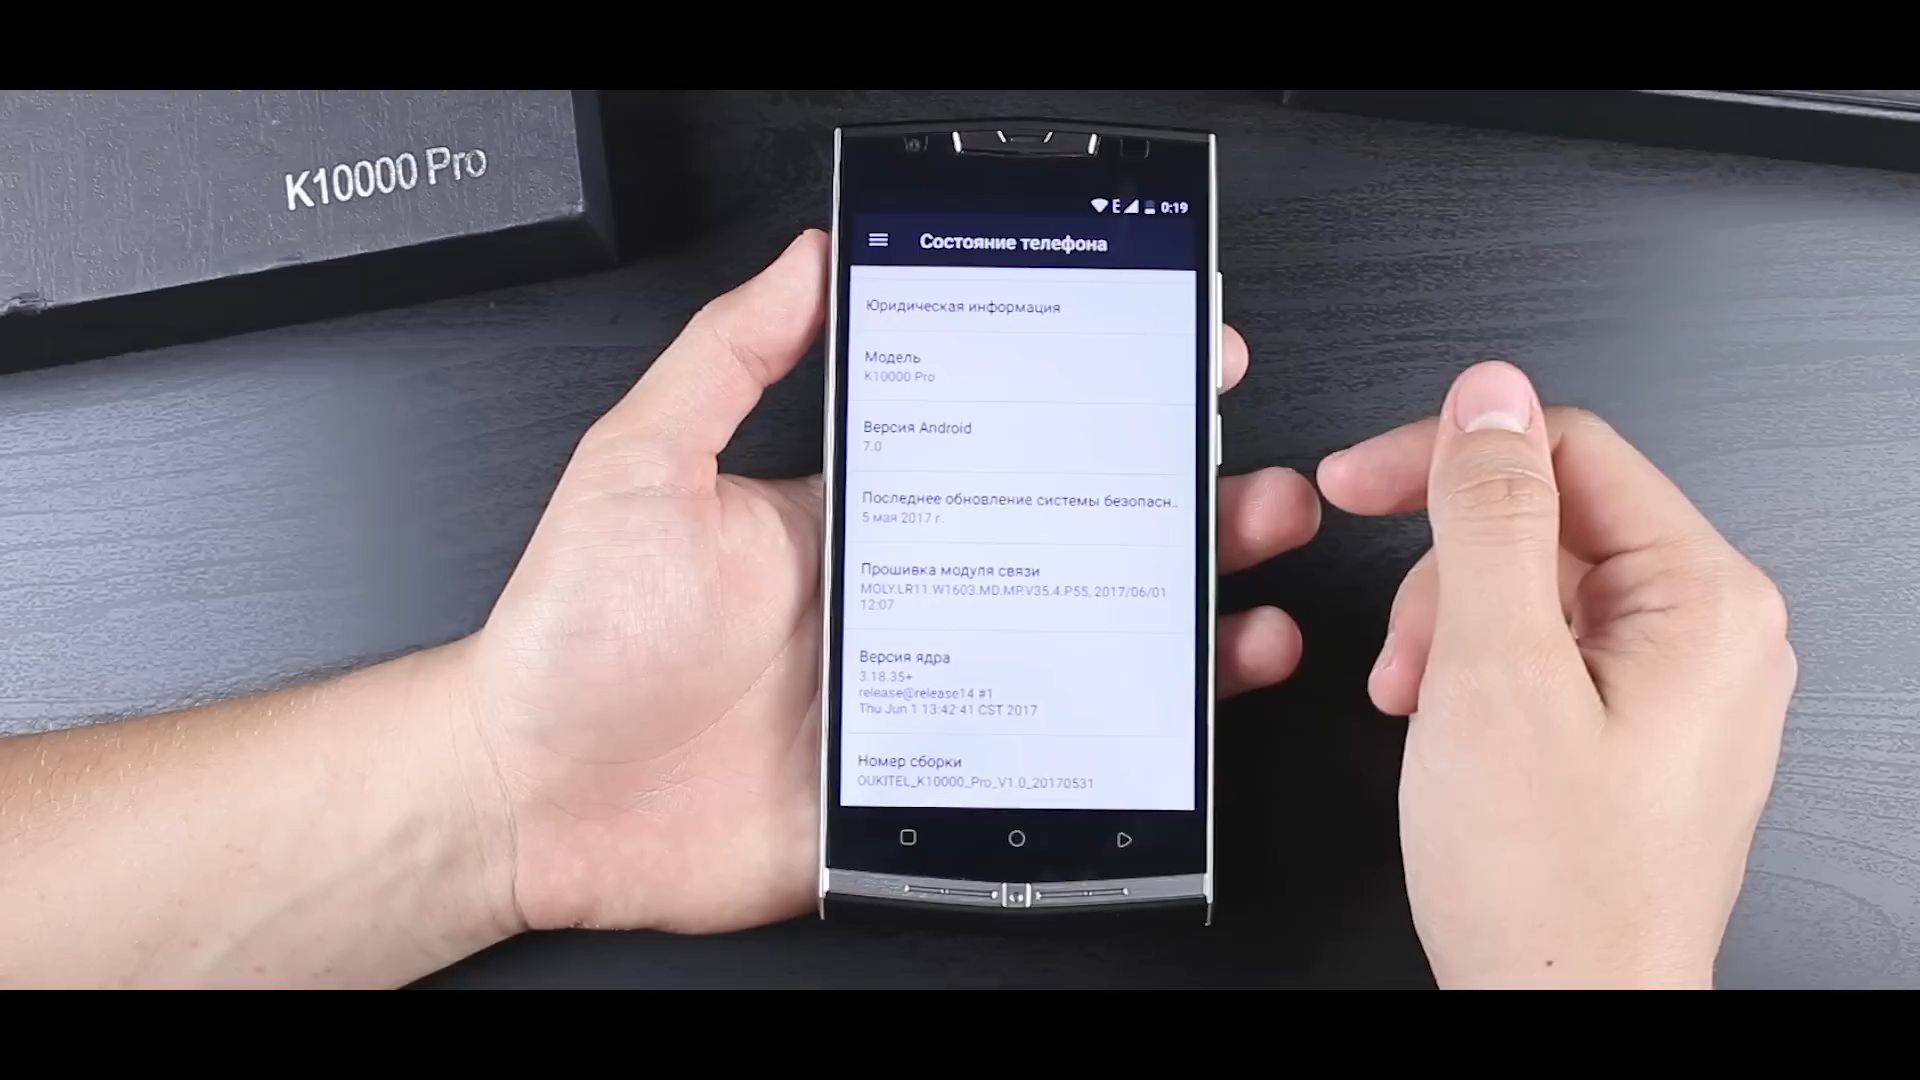 K10000 Pro
E 0:19
Состояние телефона
Юридическая информация
Модель
K10000 Pro
Версия Android
7.0
Последнее обновление системы безопасн..
5 мая 2017 г.
Прошивка модуля связи
MOLY.LR11.W1603.MD.MP.V35.4.P55, 2017/06/01
12:07
Версия ядра
3.18.35+
release@release14 #1
Thu Jun 1 13:42:41 CST 2017
Номер сборки
OUKITEL_K10000_Pro_V1.0_20170531